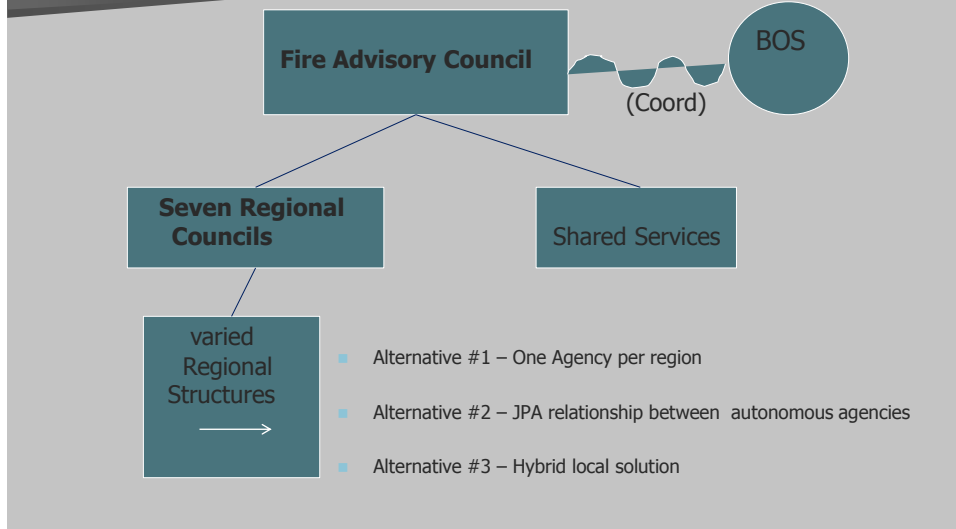 Fire Advisory Council
BOS
(Coord)
Seven Regional
Councils
Shared Services
varied
Regional
Structures
Alternative #1 – One Agency per region
Alternative #2 – JPA relationship between autonomous agencies
Alternative #3 – Hybrid local solution